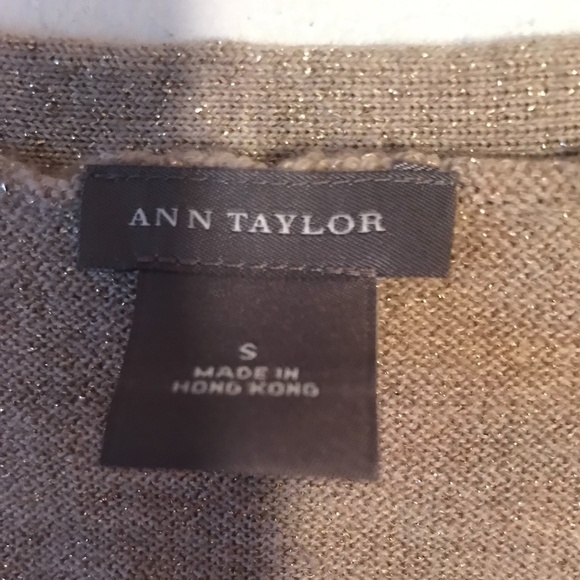 ANN TAYLOR
S
MADE IN
HONG KONG